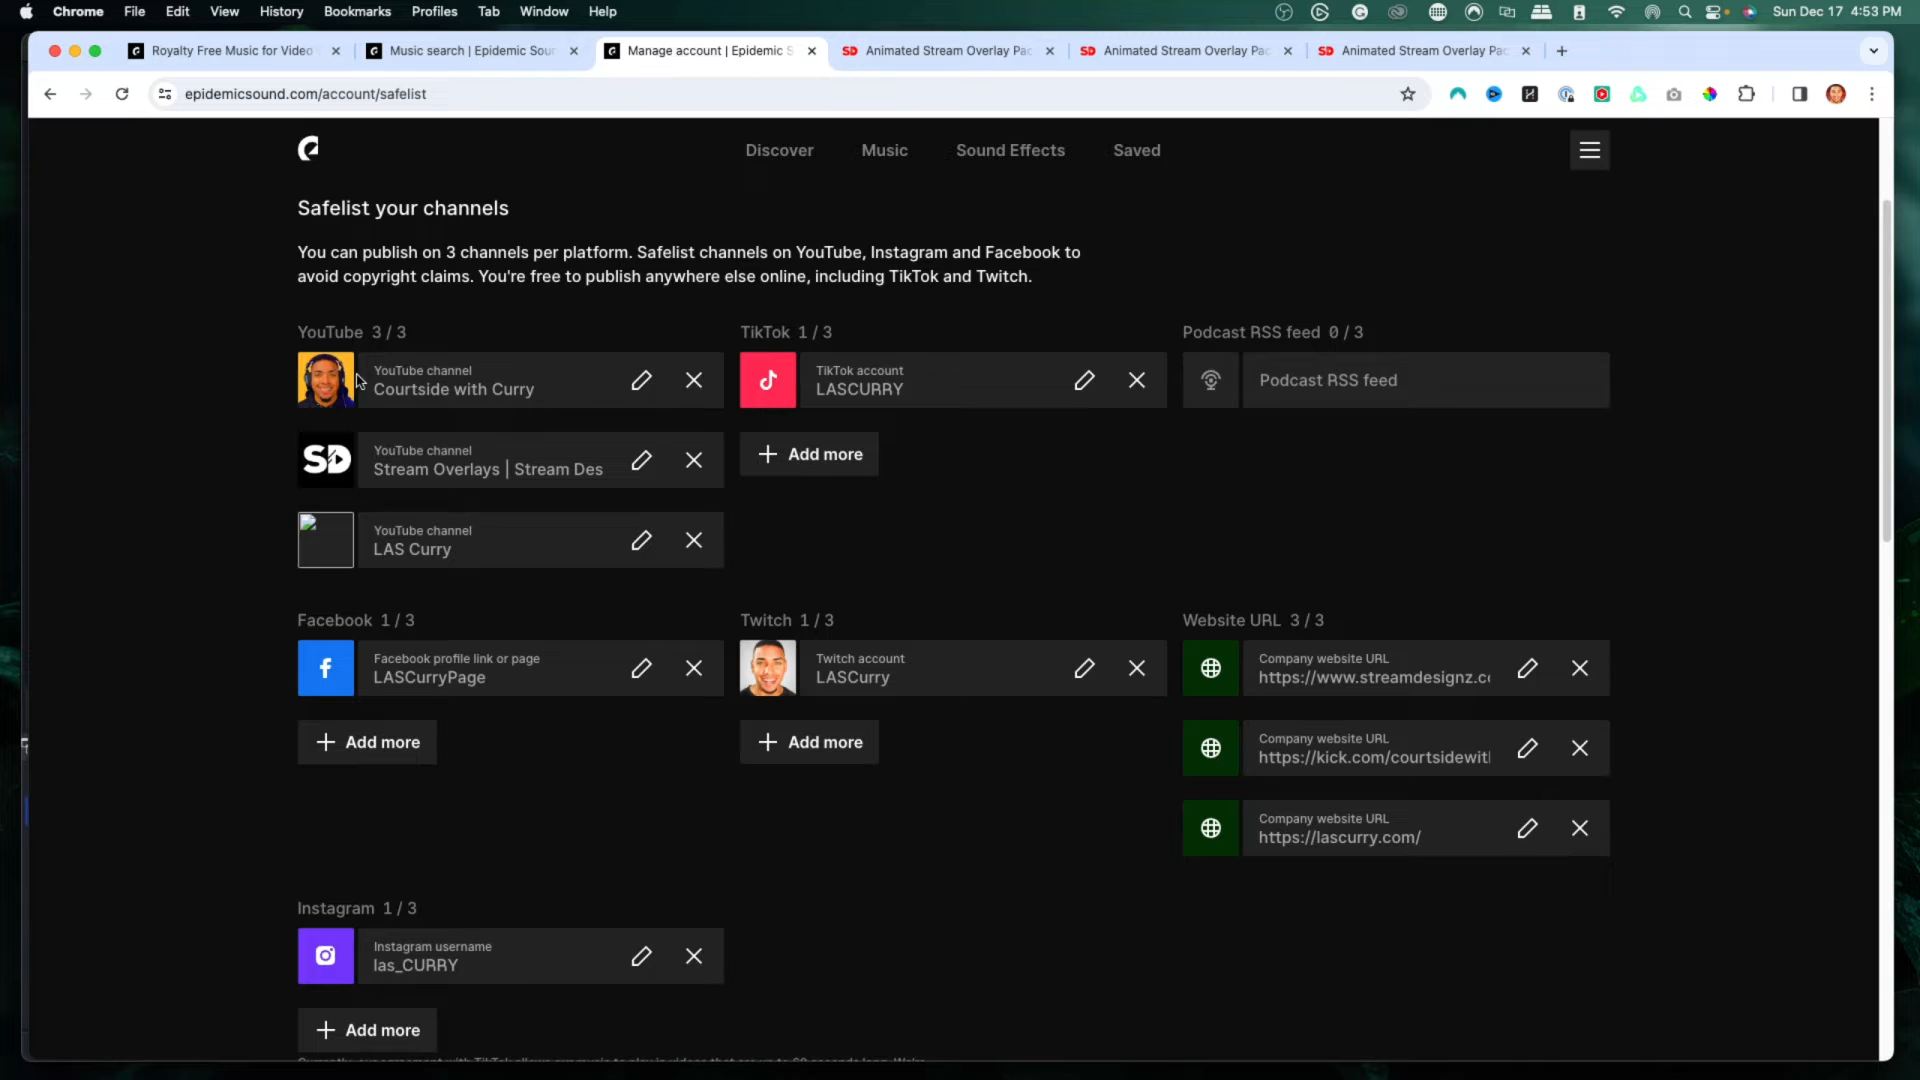 Chrome File Edit View History Bookmarks Profiles Tab Window Help
Sun Dec 17 4:53 PM
Royalty Free Music for Video
Music search | Epidemic Sour
Manage account | Epidemic S
SD Animated Stream Overlay Pac
SD Animated Stream Overlay Pac
SD Animated Stream Overlay Pac
epidemicsound.com/account/safelist
Discover Music Sound Effects Saved
Safelist your channels
You can publish on 3 channels per platform. Safelist channels on YouTube, Instagram and Facebook to
avoid copyright claims. You're free to publish anywhere else online, including TikTok and Twitch.
YouTube 3 / 3
YouTube channel
Courtside with Curry
SD
YouTube channel
Stream Overlays | Stream Des
YouTube channel
LAS Curry
TikTok 1 / 3
TikTok account
LASCURRY
Add more
Podcast RSS feed 0 / 3
Podcast RSS feed
Facebook 1 / 3
Facebook profile link or page
LASCurryPage
Add more
Twitch 1 / 3
Twitch account
LASCurry
Add more
Website URL 3 / 3
Company website URL
https://www.streamdesignz.c
Company website URL
https://kick.com/courtsidewit
Company website URL
https://lascurry.com/
Instagram 1 / 3
Instagram username
las_CURRY
Add more